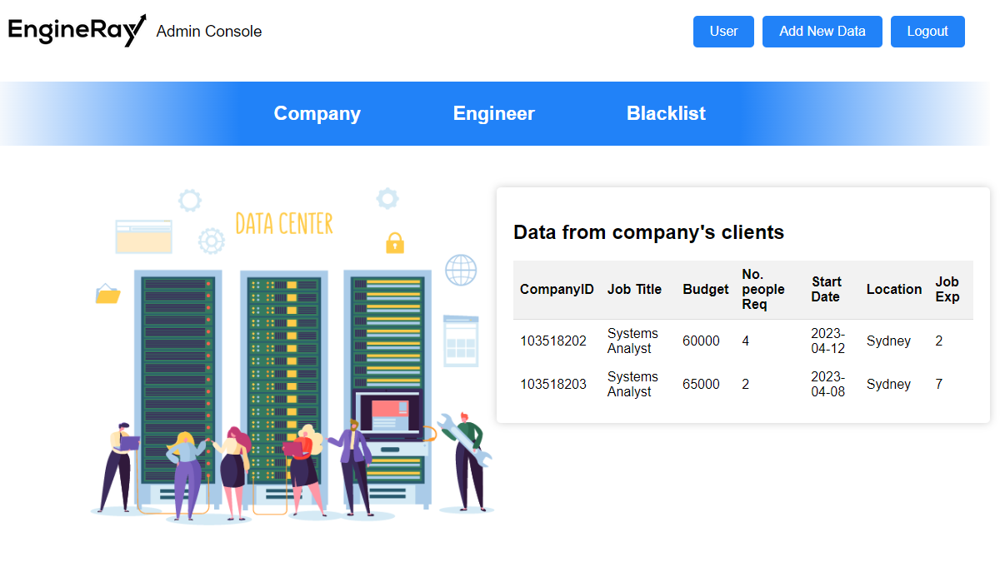 EngineRay Admin Console
User Add New Data Logout
Company Engineer Blacklist
DATA CENTER
Data from company's clients
CompanyID Job Title Budget No. people Req Start Date Location Job Exp
103518202 Systems Analyst 60000 4 2023-04-12 Sydney 2
103518203 Systems Analyst 65000 2 2023-04-08 Sydney 7